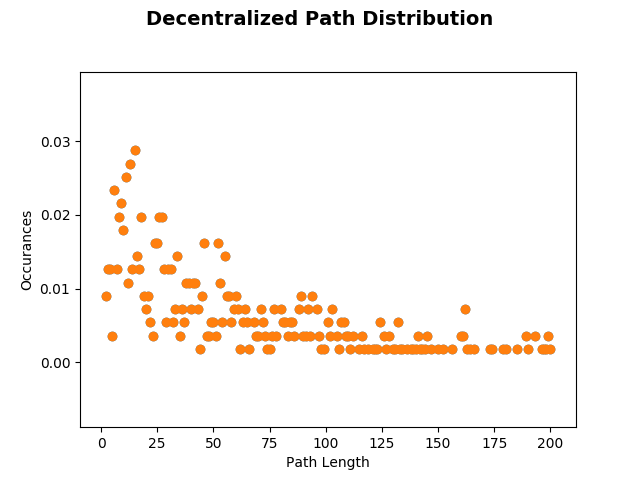 Decentralized Path Distribution
0.03
0.02
0.01
0.00
Occurances
0 25 50 75 100 125 150 175 200
Path Length